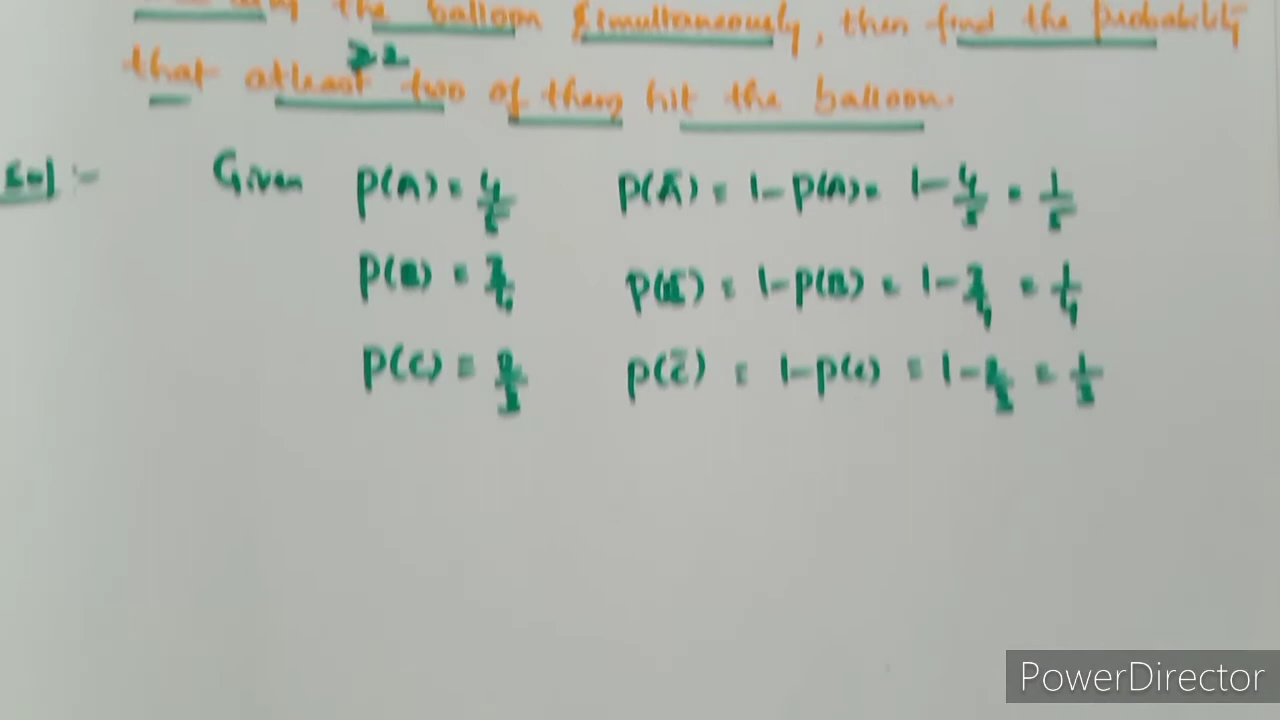 the balloon simultaneously, then find the probability
≥2
that atleast two of them hit the balloon.
Sol :- Given P(A) = 4/5 P(Ā) = 1-P(A) = 1-4/5 = 1/5
P(B) = 3/4 P(B̄) = 1-P(B) = 1-3/4 = 1/4
P(C) = 2/3 P(C̄) = 1-P(C) = 1-2/3 = 1/3
PowerDirector